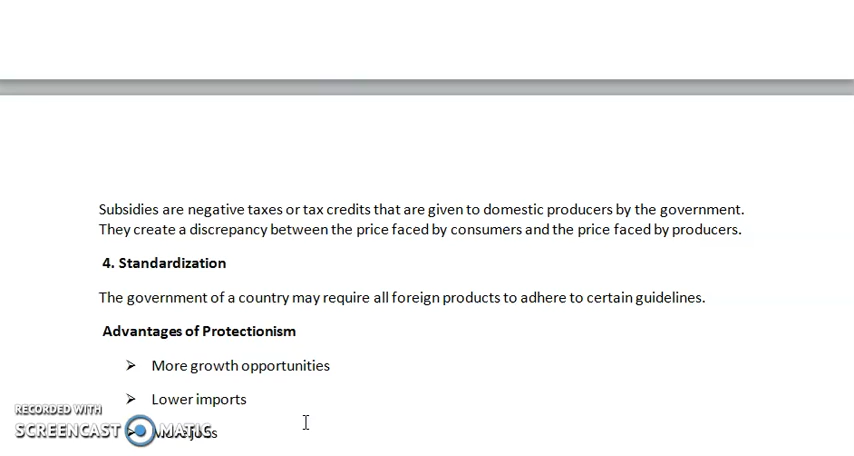 Subsidies are negative taxes or tax credits that are given to domestic producers by the government.
They create a discrepancy between the price faced by consumers and the price faced by producers.
4. Standardization
The government of a country may require all foreign products to adhere to certain guidelines.
Advantages of Protectionism
➢ More growth opportunities
➢ Lower imports
RECORDED WITH
SCREENCAST MATIC
jobs